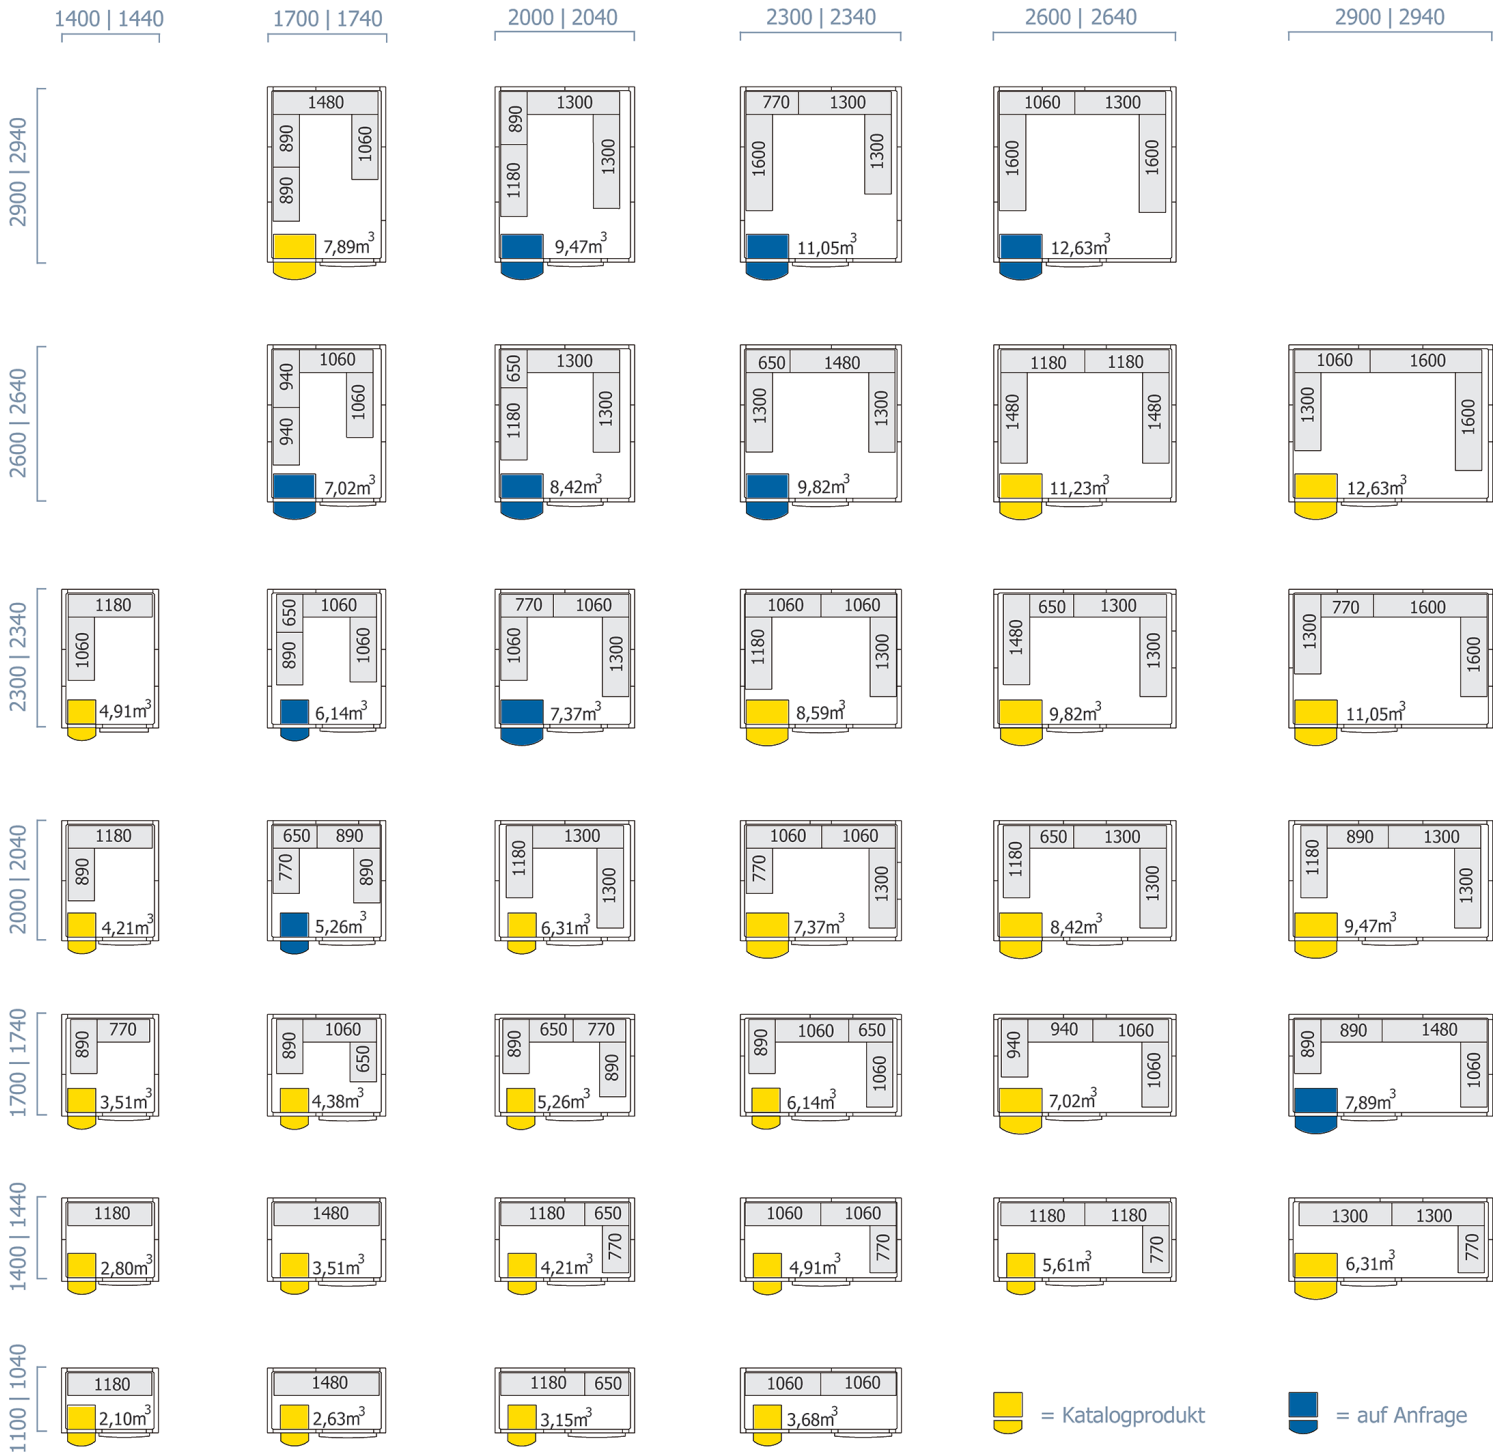 1400 | 1440
1700 | 1740
2000 | 2040
2300 | 2340
2600 | 2640
2900 | 2940
2900 | 2940
1480
890
890
1060
7,89m³
1300
890
1180
1300
9,47m³
770 1300
1600
1300
11,05m³
1060 1300
1600
1600
12,63m³
2600 | 2640
940
1060
940
1060
7,02m³
650
1300
1180
1300
8,42m³
650 1480
1300
1300
9,82m³
1180 1180
1480
1480
11,23m³
1060 1600
1300
1600
12,63m³
2300 | 2340
1180
1060
4,91m³
650
1060
890
1060
6,14m³
770 1060
1060
1300
7,37m³
1060 1060
1180
1300
8,59m³
1480
650 1300
1300
9,82m³
1300
770 1600
1600
11,05m³
2000 | 2040
1180
890
4,21m³
650 890
770
890
5,26m³
1180
1300
1300
6,31m³
1060 1060
770
1300
7,37m³
1180
650 1300
1300
8,42m³
1180
890 1300
1300
9,47m³
1700 | 1740
890
770
3,51m³
890
1060
650
4,38m³
890
650 770
890
5,26m³
890
1060 650
1060
6,14m³
940
940 1060
1060
7,02m³
890
890 1480
1060
7,89m³
1400 | 1440
1180
2,80m³
1480
3,51m³
1180 650
770
4,21m³
1060 1060
770
4,91m³
1180 1180
770
5,61m³
1300 1300
770
6,31m³
1100 | 1040
1180
2,10m³
1480
2,63m³
1180 650
3,15m³
1060 1060
3,68m³
= Katalogprodukt
= auf Anfrage